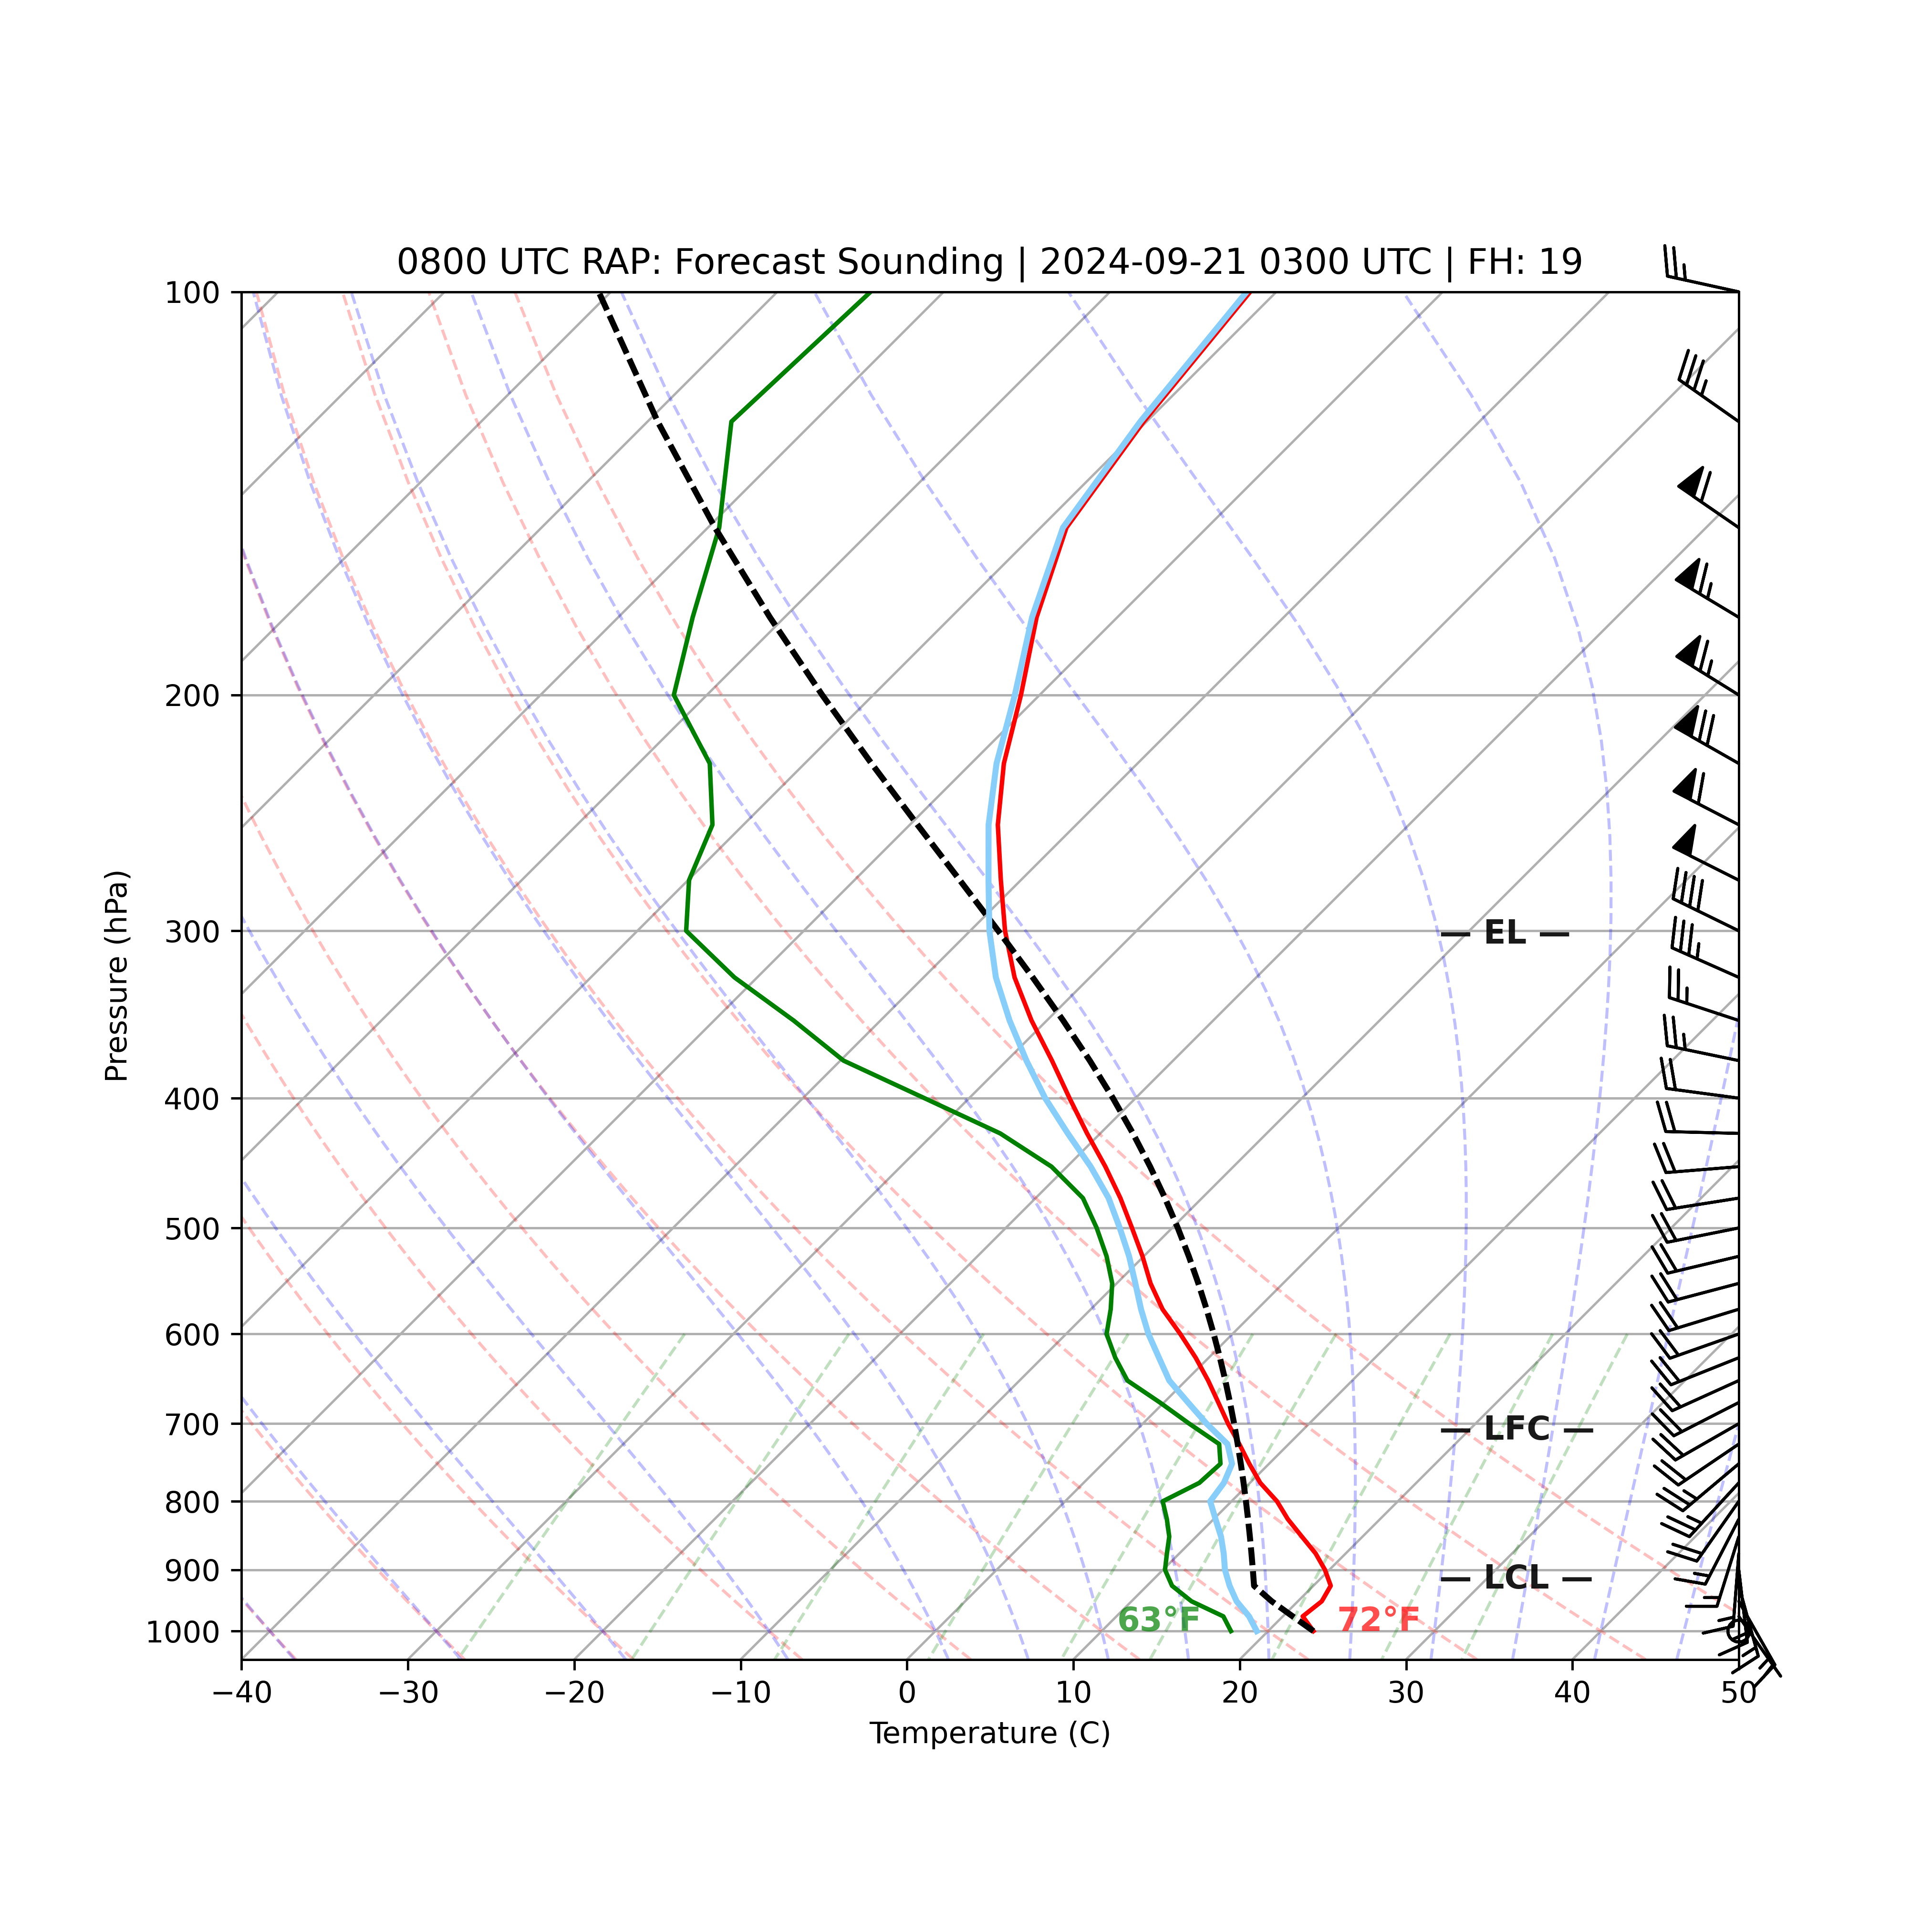 0800 UTC RAP: Forecast Sounding | 2024-09-21 0300 UTC | FH: 19
100
200
300
400
500
600
700
800
900
1000
Pressure (hPa)
— EL —
— LFC —
— LCL —
63°F
72°F
−40 −30 −20 −10 0 10 20 30 40 50
Temperature (C)